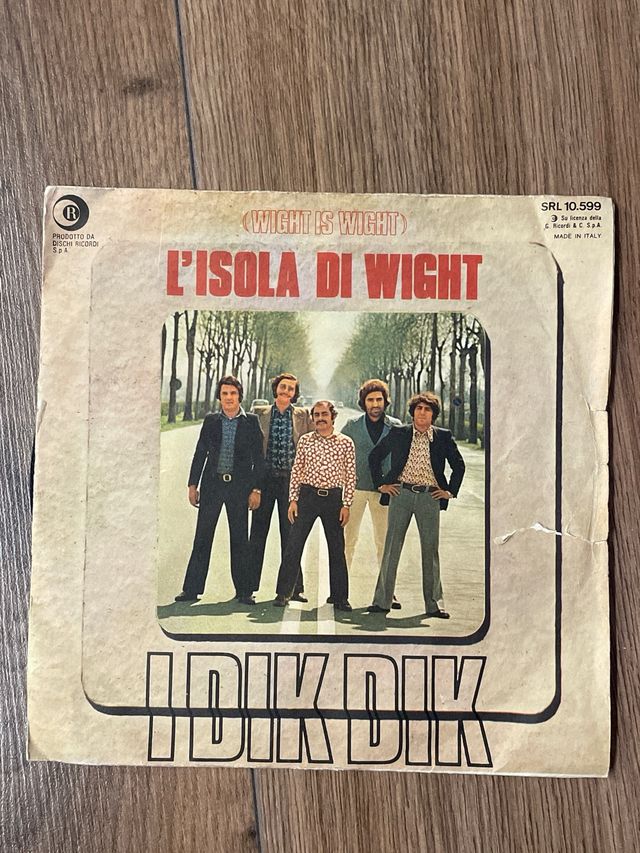 R
PRODOTTO DA
DISCHI RICORDI
S.p.A.
(WIGHT IS WIGHT)
SRL 10.599
Su licenza della
G. Ricordi & C. S.p.A.
MADE IN ITALY
L'ISOLA DI WIGHT
I DIK DIK